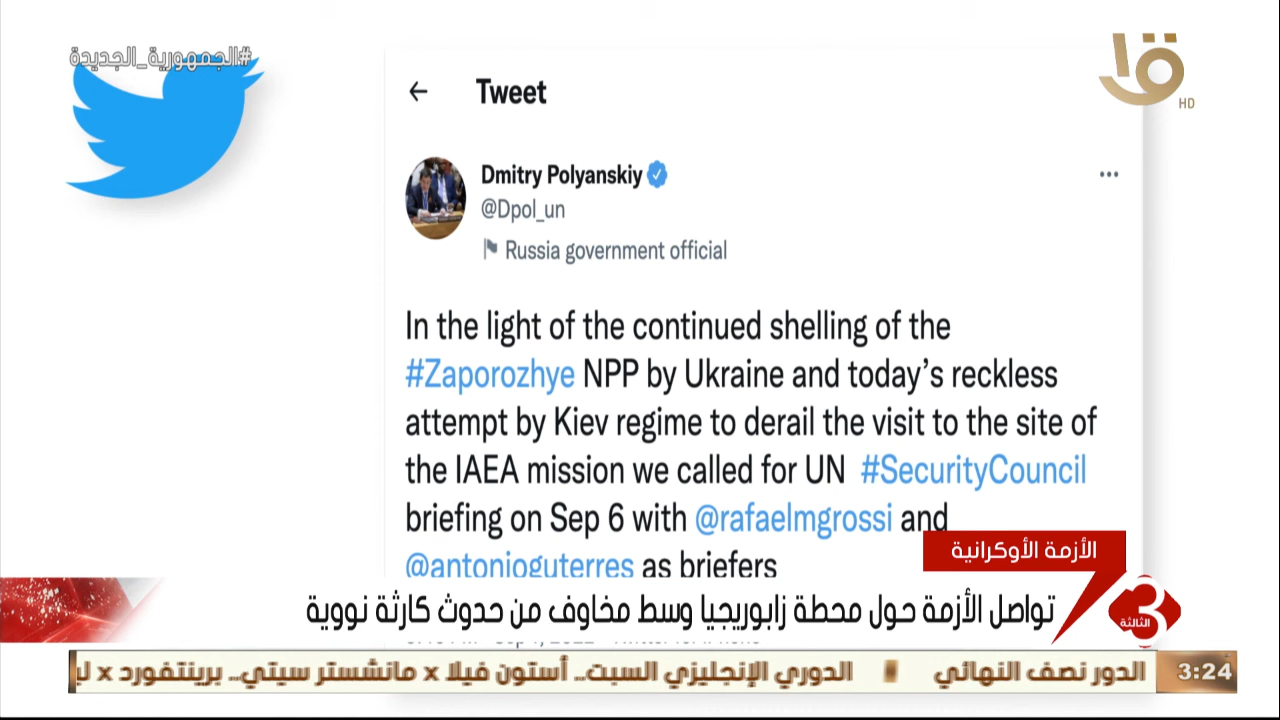 #الجمهورية_الجديدة
HD
Tweet
Dmitry Polyanskiy
@Dpol_un
Russia government official
In the light of the continued shelling of the
#Zaporozhye NPP by Ukraine and today’s reckless
attempt by Kiev regime to derail the visit to the site of
the IAEA mission we called for UN #SecurityCouncil
briefing on Sep 6 with @rafaelmgrossi and
@antonioguterres as briefers
الأزمة الأوكرانية
تواصل الأزمة حول محطة زابوريجيا وسط مخاوف من حدوث كارثة نووية
3
الثالثة
الدور نصف النهائي
الدوري الإنجليزي السبت.. أستون فيلا x مانشستر سيتي.. برينتفورد x
3:24